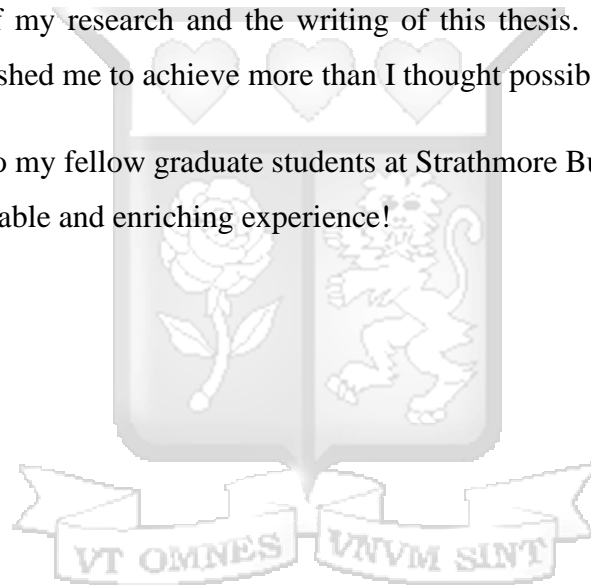 f my research and the writing of this thesis.
shed me to achieve more than I thought possib
o my fellow graduate students at Strathmore Bu
able and enriching experience!
VT OMNES VNVM SINT